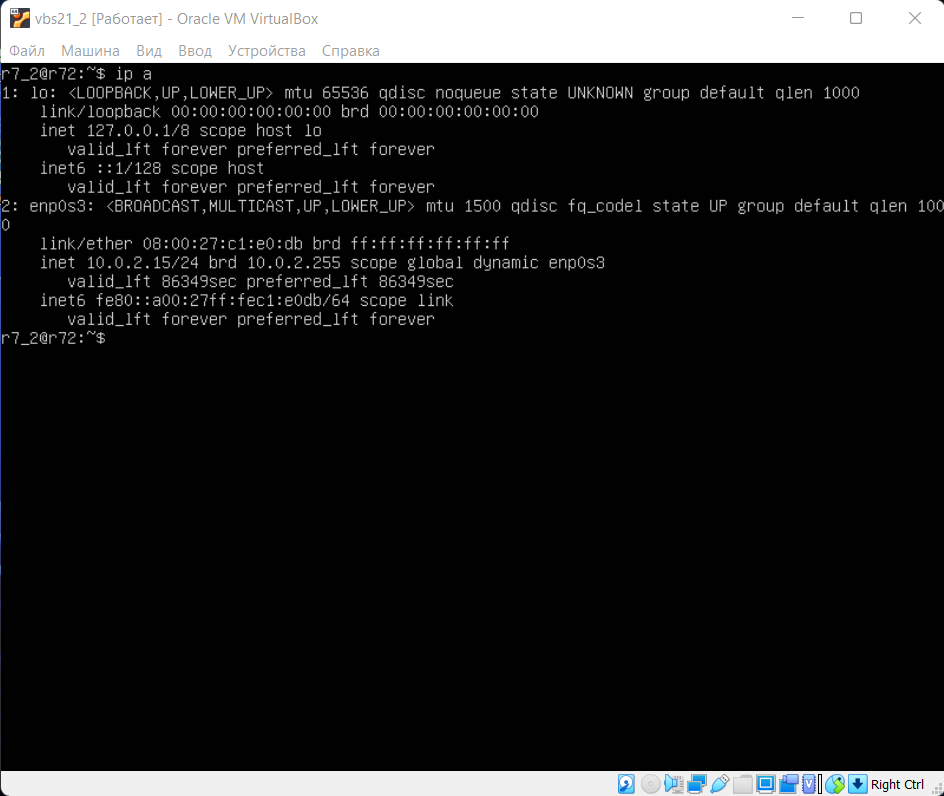 vbs21_2 [Работает] - Oracle VM VirtualBox
Файл Машина Вид Ввод Устройства Справка
r7_2@r72:~$ ip a
1: lo: <LOOPBACK,UP,LOWER_UP> mtu 65536 qdisc noqueue state UNKNOWN group default qlen 1000
    link/loopback 00:00:00:00:00:00 brd 00:00:00:00:00:00
    inet 127.0.0.1/8 scope host lo
       valid_lft forever preferred_lft forever
    inet6 ::1/128 scope host
       valid_lft forever preferred_lft forever
2: enp0s3: <BROADCAST,MULTICAST,UP,LOWER_UP> mtu 1500 qdisc fq_codel state UP group default qlen 100
0
    link/ether 08:00:27:c1:e0:db brd ff:ff:ff:ff:ff:ff
    inet 10.0.2.15/24 brd 10.0.2.255 scope global dynamic enp0s3
       valid_lft 86349sec preferred_lft 86349sec
    inet6 fe80::a00:27ff:fec1:e0db/64 scope link
       valid_lft forever preferred_lft forever
r7_2@r72:~$
Right Ctrl